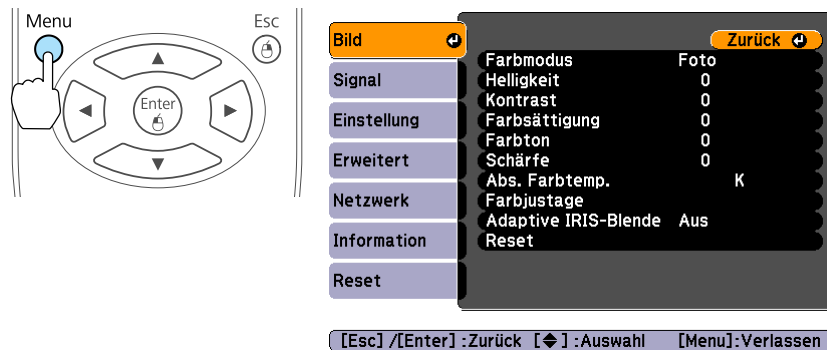 Menu
Esc
Enter
Bild
Signal
Einstellung
Erweitert
Netzwerk
Information
Reset
Zurück
Farbmodus Foto
Helligkeit 0
Kontrast 0
Farbsättigung 0
Farbton 0
Schärfe 0
Abs. Farbtemp. K
Farbjustage
Adaptive IRIS-Blende Aus
Reset
[Esc] /[Enter] :Zurück [◆] :Auswahl [Menu]:Verlassen